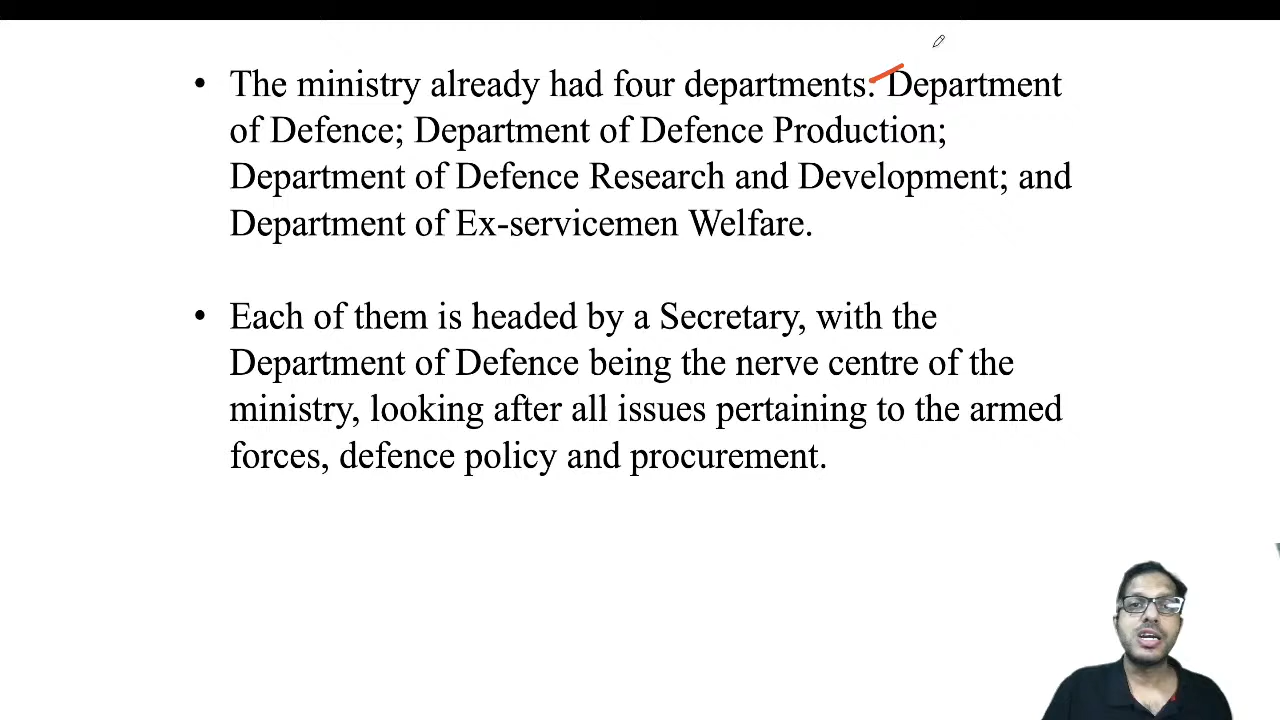 • The ministry already had four departments: Department
of Defence; Department of Defence Production;
Department of Defence Research and Development; and
Department of Ex-servicemen Welfare.
• Each of them is headed by a Secretary, with the
Department of Defence being the nerve centre of the
ministry, looking after all issues pertaining to the armed
forces, defence policy and procurement.